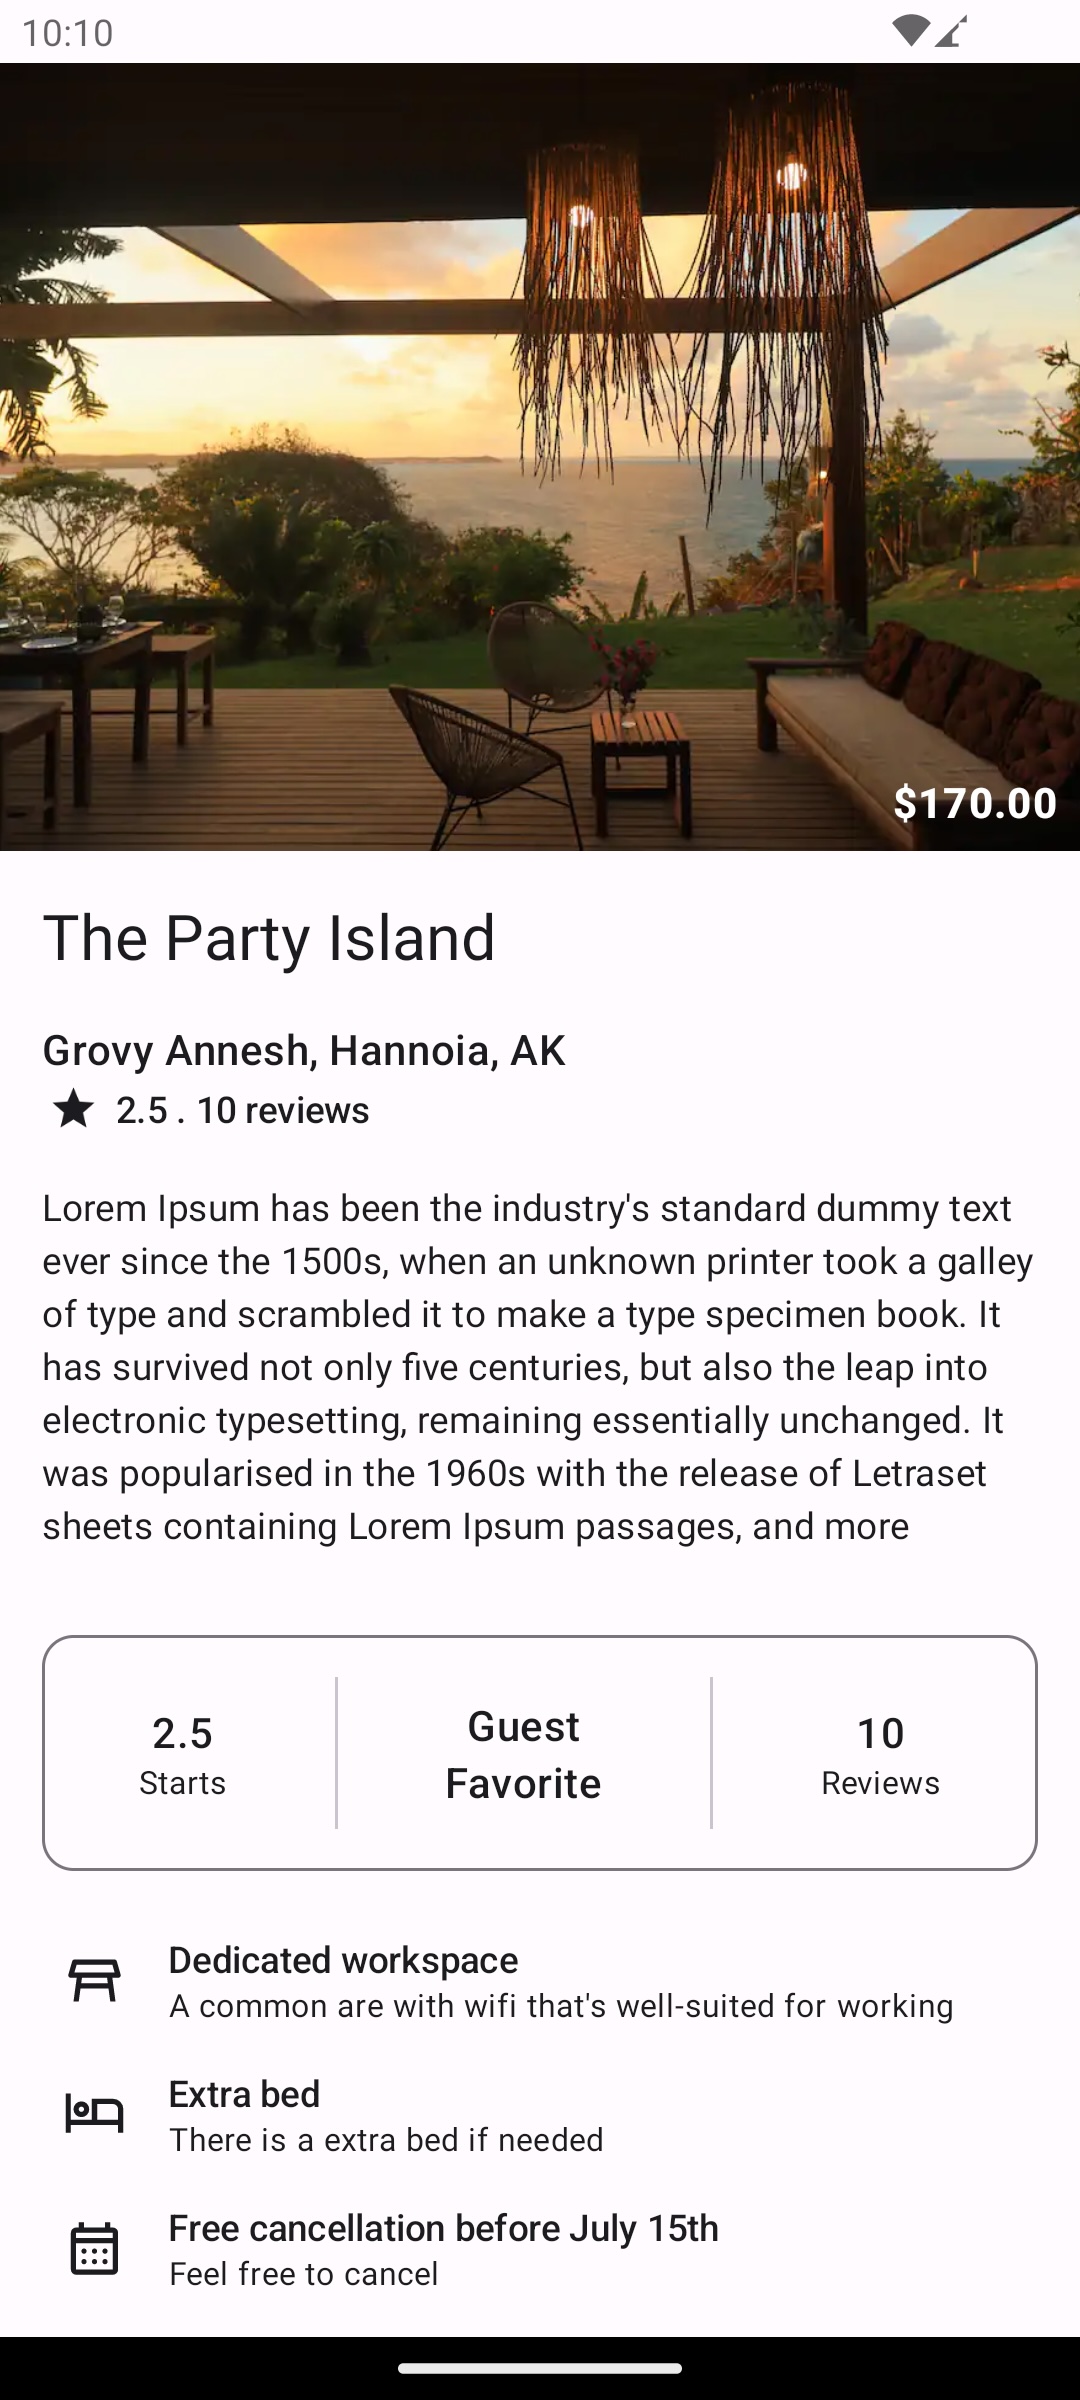 10:10
$170.00
The Party Island
Grovy Annesh, Hannoia, AK
2.5 . 10 reviews
Lorem Ipsum has been the industry's standard dummy text
ever since the 1500s, when an unknown printer took a galley
of type and scrambled it to make a type specimen book. It
has survived not only five centuries, but also the leap into
electronic typesetting, remaining essentially unchanged. It
was popularised in the 1960s with the release of Letraset
sheets containing Lorem Ipsum passages, and more
2.5
Starts
Guest
Favorite
10
Reviews
Dedicated workspace
A common are with wifi that's well-suited for working
Extra bed
There is a extra bed if needed
Free cancellation before July 15th
Feel free to cancel